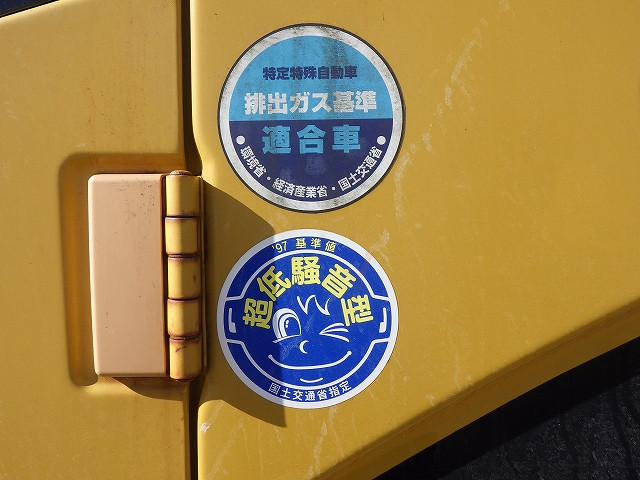 特定特殊自動車
排出ガス基準
適合車
●環境省・経済産業省・国土交通省●
'97 基準値
超低騒音型
国土交通省指定